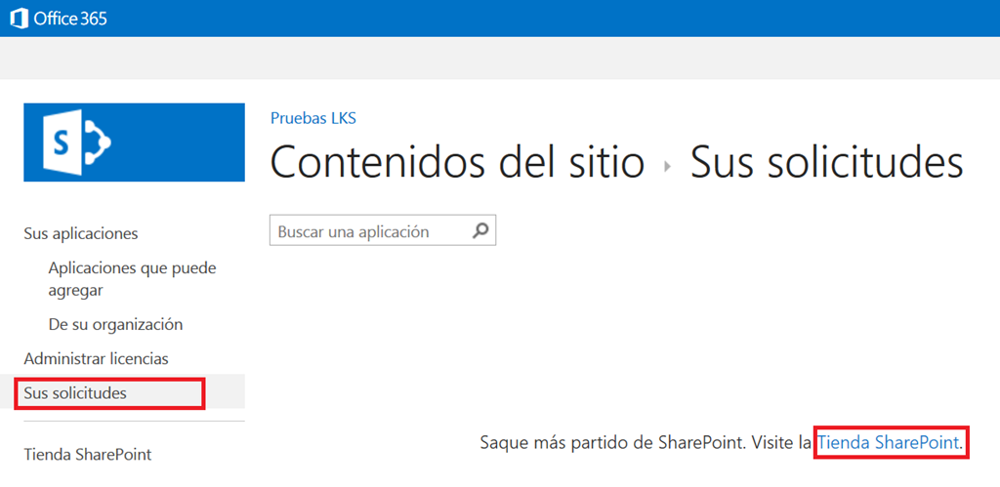 Office 365
S
Pruebas LKS
Contenidos del sitio ▸ Sus solicitudes
Buscar una aplicación
Sus aplicaciones
Aplicaciones que puede
agregar
De su organización
Administrar licencias
Sus solicitudes
Tienda SharePoint
Saque más partido de SharePoint. Visite la Tienda SharePoint.